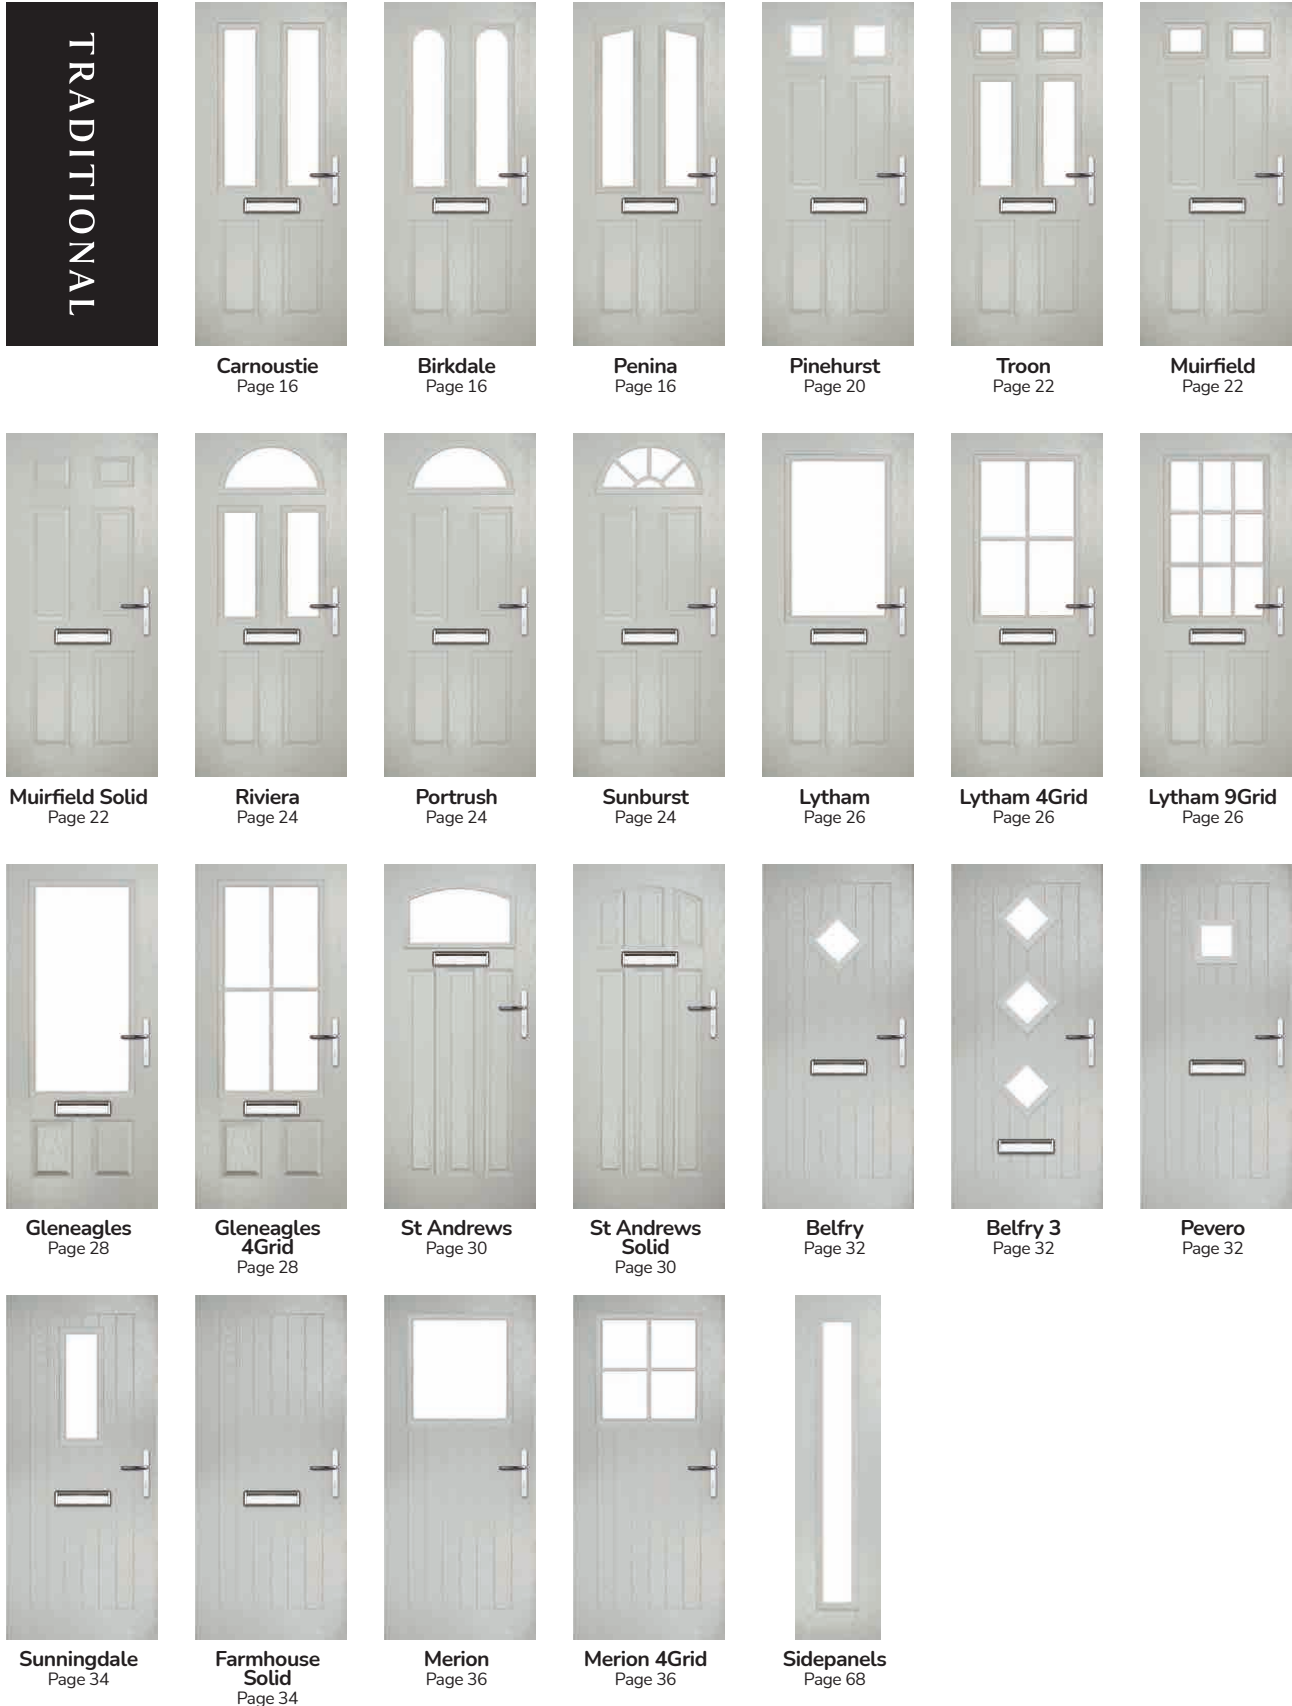 TRADITIONAL
Carnoustie
Page 16
Birkdale
Page 16
Penina
Page 16
Pinehurst
Page 20
Troon
Page 22
Muirfield
Page 22
Muirfield Solid
Page 22
Riviera
Page 24
Portrush
Page 24
Sunburst
Page 24
Lytham
Page 26
Lytham 4Grid
Page 26
Lytham 9Grid
Page 26
Gleneagles
Page 28
Gleneagles
4Grid
Page 28
St Andrews
Page 30
St Andrews
Solid
Page 30
Belfry
Page 32
Belfry 3
Page 32
Pevero
Page 32
Sunningdale
Page 34
Farmhouse
Solid
Page 34
Merion
Page 36
Merion 4Grid
Page 36
Sidepanels
Page 68